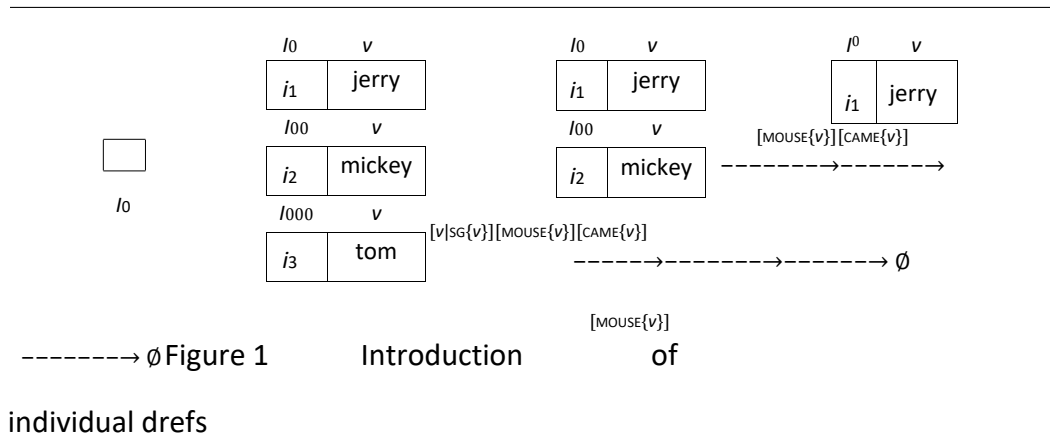 I0 v I0 v I0 v
i1 jerry i1 jerry i1 jerry
I00 v I00 v
[MOUSE{v}][CAME{v}]
i2 mickey i2 mickey −−−−−−→−−−−−−→
I0
I000 v
[v|SG{v}][MOUSE{v}][CAME{v}]
i3 tom −−−−−−→−−−−−−−−→−−−−−−−→ ∅
[MOUSE{v}]
−−−−−−−−→ ∅Figure 1 Introduction of
individual drefs